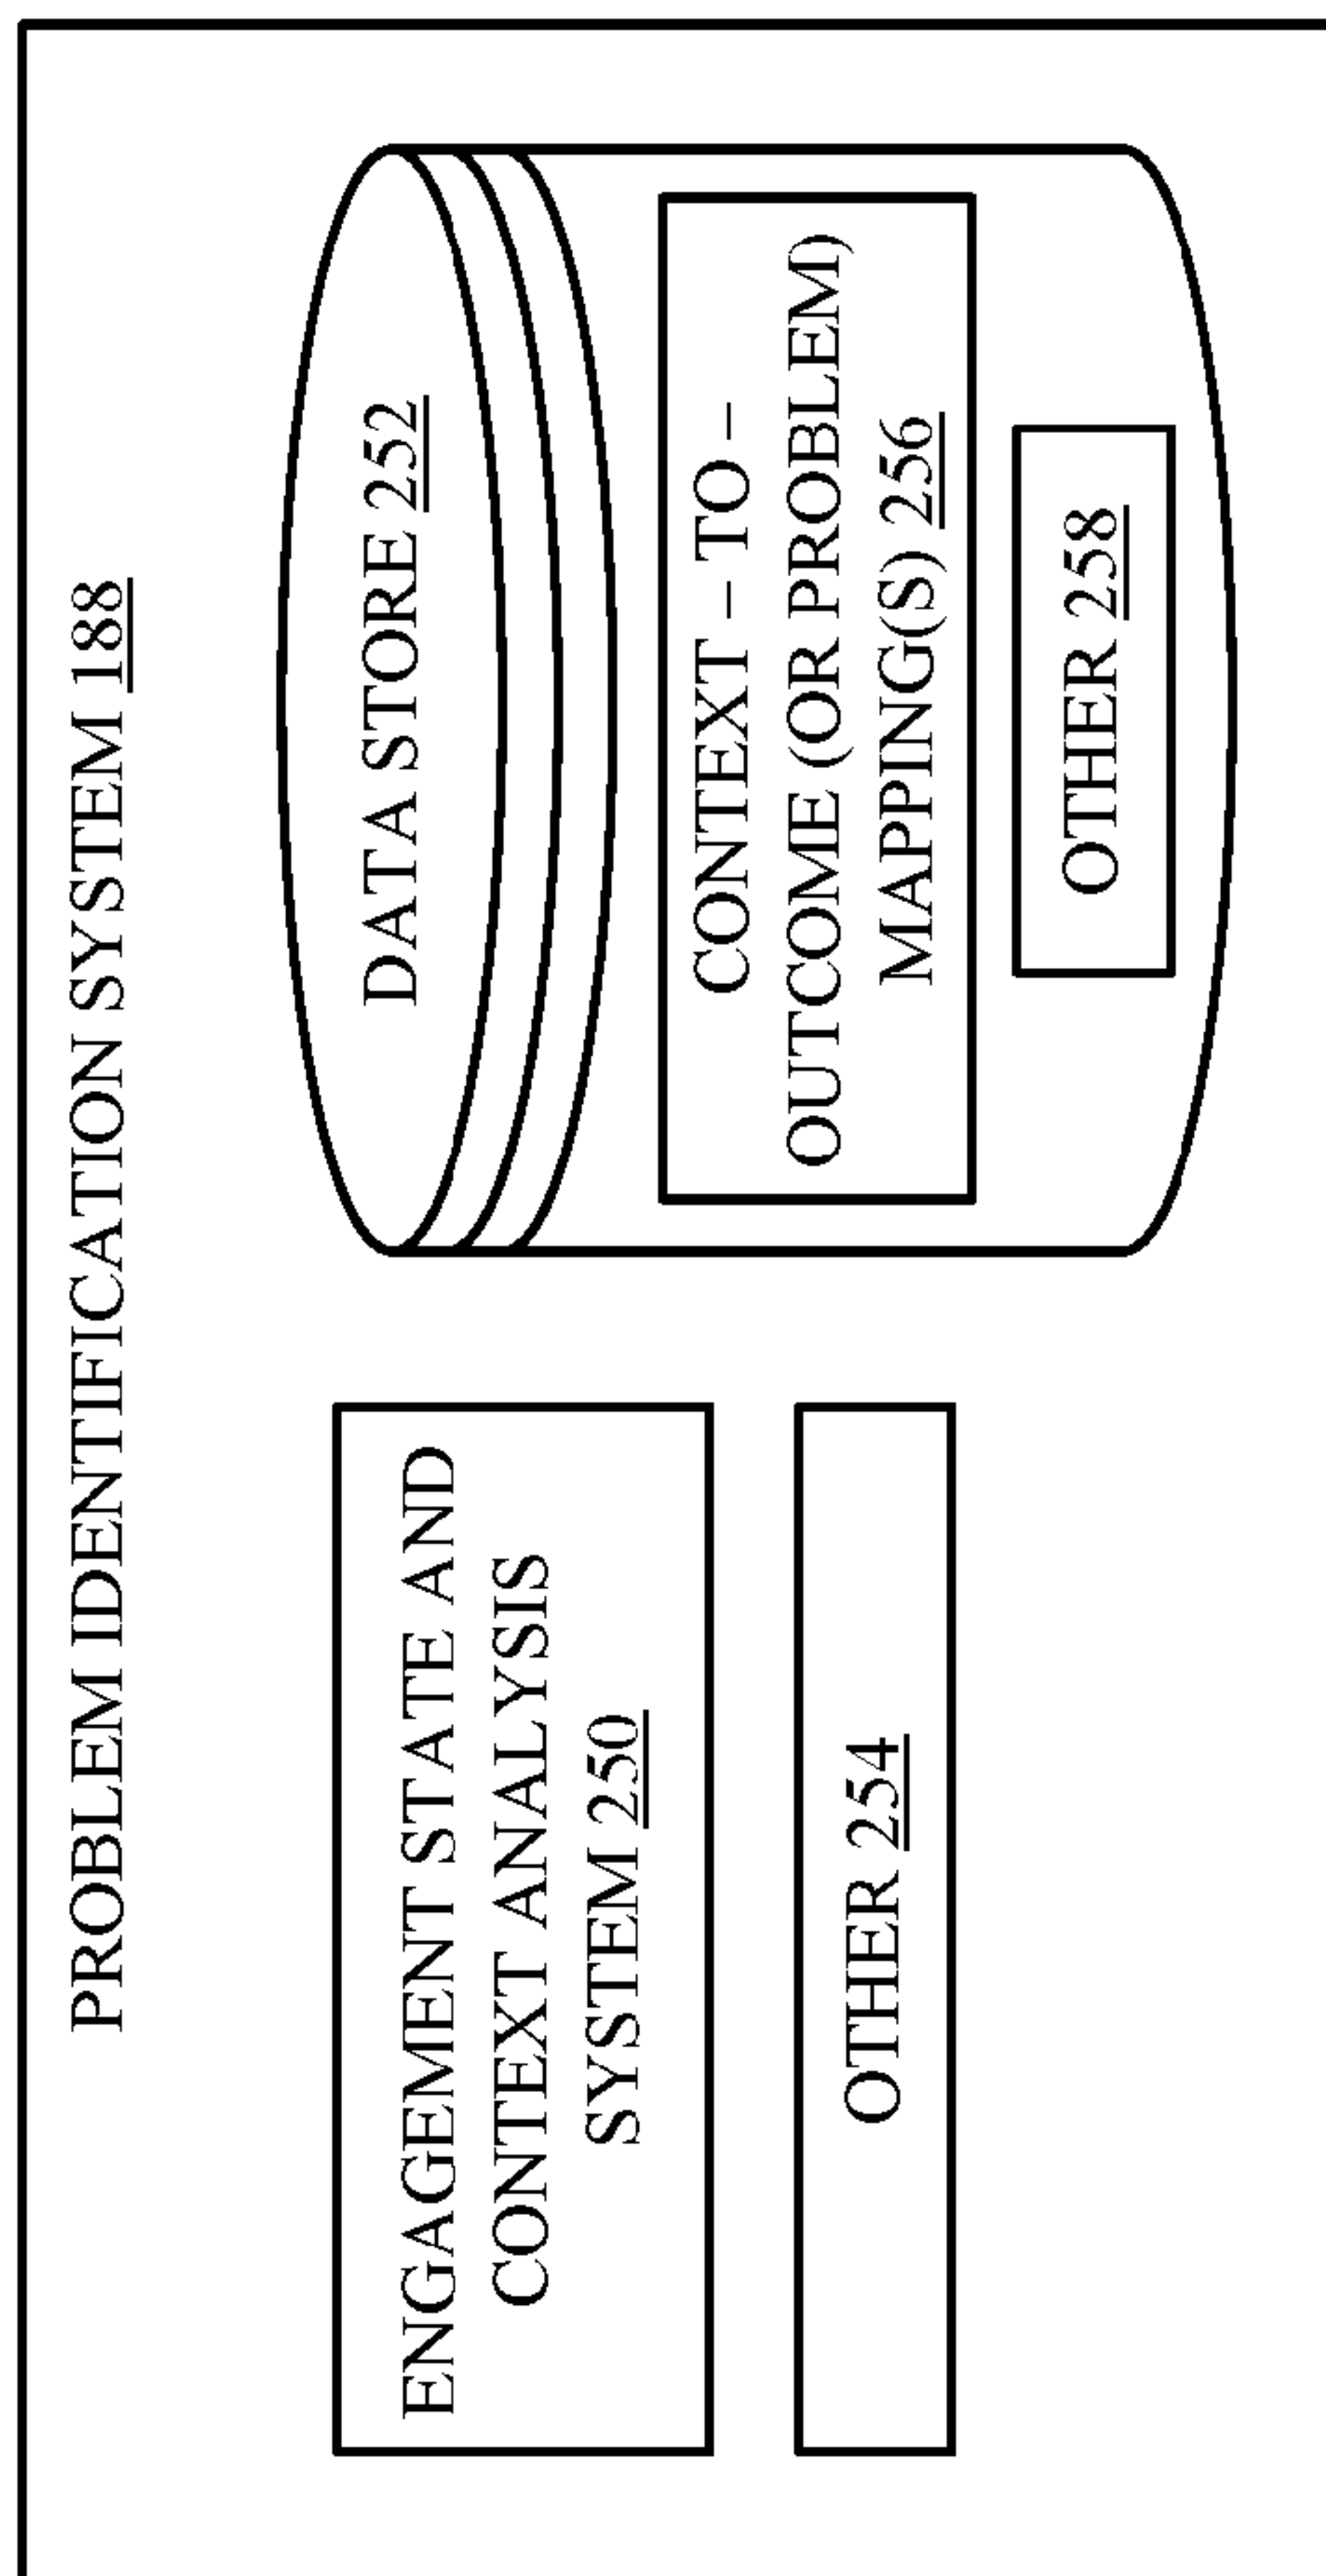 PROBLEM IDENTIFICATION SYSTEM 188
ENGAGEMENT STATE AND
CONTEXT ANALYSIS
SYSTEM 250
OTHER 254
DATA STORE 252
CONTEXT – TO –
OUTCOME (OR PROBLEM)
MAPPING(S) 256
OTHER 258